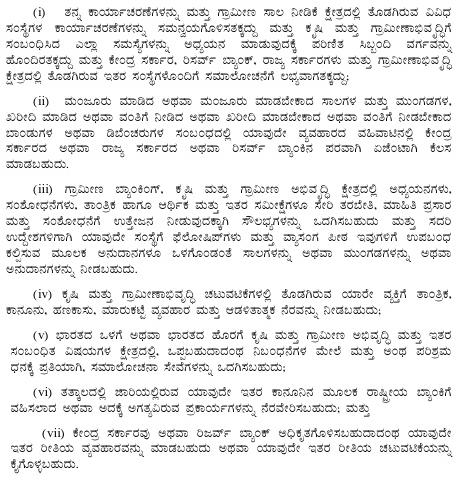 (i) ತನ್ನ ಕಾರ್ಯಾಚರಣೆಗಳನ್ನು ಮತ್ತು ಗ್ರಾಮೀಣ ಸಾಲ ನೀಡಿಕೆ ಕ್ಷೇತ್ರದಲ್ಲಿ ತೊಡಗಿರುವ ವಿವಿಧ
ಸಂಸ್ಥೆಗಳ ಕಾರ್ಯಾಚರಣೆಗಳನ್ನು ಸಮನ್ವಯಗೊಳಿಸತಕ್ಕದ್ದು ಮತ್ತು ಕೃಷಿ ಮತ್ತು ಗ್ರಾಮೀಣಾಭಿವೃದ್ಧಿಗೆ
ಸಂಬಂಧಿಸಿದ ಎಲ್ಲಾ ಸಮಸ್ಯೆಗಳನ್ನು ಅಧ್ಯಯನ ಮಾಡುವುದಕ್ಕೆ ಪರಿಣಿತ ಸಿಬ್ಬಂದಿ ವರ್ಗವನ್ನು
ಹೊಂದಿರತಕ್ಕದ್ದು ಮತ್ತು ಕೇಂದ್ರ ಸರ್ಕಾರ, ರಿಸರ್ವ್ ಬ್ಯಾಂಕ್, ರಾಜ್ಯ ಸರ್ಕಾರಗಳು ಮತ್ತು ಗ್ರಾಮೀಣಾಭಿವೃದ್ಧಿ
ಕ್ಷೇತ್ರದಲ್ಲಿ ತೊಡಗಿರುವ ಇತರ ಸಂಸ್ಥೆಗಳೊಂದಿಗೆ ಸಮಾಲೋಚನೆಗೆ ಲಭ್ಯವಾಗತಕ್ಕದ್ದು;
(ii) ಮಂಜೂರು ಮಾಡಿದ ಅಥವಾ ಮಂಜೂರು ಮಾಡಬೇಕಾದ ಸಾಲಗಳ ಮತ್ತು ಮುಂಗಡಗಳ,
ಖರೀದಿ ಮಾಡಿದ ಅಥವಾ ವಂತಿಗೆ ನೀಡಿದ ಅಥವಾ ಖರೀದಿ ಮಾಡಬೇಕಾದ ಅಥವಾ ವಂತಿಗೆ ನೀಡಬೇಕಾದ
ಬಾಂಡುಗಳ ಅಥವಾ ಡಿಬೆಂಚರುಗಳ ಸಂಬಂಧದಲ್ಲಿ ಯಾವುದೇ ವ್ಯವಹಾರದ ವಹಿವಾಟಿನಲ್ಲಿ ಕೇಂದ್ರ
ಸರ್ಕಾರದ ಅಥವಾ ರಾಜ್ಯ ಸರ್ಕಾರದ ಅಥವಾ ರಿಸರ್ವ್ ಬ್ಯಾಂಕಿನ ಪರವಾಗಿ ಏಜೆಂಟಾಗಿ ಕೆಲಸ
ಮಾಡಬಹುದು.
(iii) ಗ್ರಾಮೀಣ ಬ್ಯಾಂಕಿಂಗ್, ಕೃಷಿ ಮತ್ತು ಗ್ರಾಮೀಣ ಅಭಿವೃದ್ಧಿ ಕ್ಷೇತ್ರದಲ್ಲಿ ಅಧ್ಯಯನಗಳು,
ಸಂಶೋಧನೆಗಳು, ತಾಂತ್ರಿಕ ಹಾಗೂ ಆರ್ಥಿಕ ಮತ್ತು ಇತರ ಸಮೀಕ್ಷೆಗಳೂ ಸೇರಿ ತರಬೇತಿ, ಮಾಹಿತಿ ಪ್ರಸಾರ
ಮತ್ತು ಸಂಶೋಧನೆಗೆ ಉತ್ತೇಜನ ನೀಡುವುದಕ್ಕಾಗಿ ಸೌಲಭ್ಯಗಳನ್ನು ಒದಗಿಸಬಹುದು ಮತ್ತು ಸದರಿ
ಉದ್ದೇಶಗಳಿಗಾಗಿ ಯಾವುದೇ ಸಂಸ್ಥೆಗೆ ಫೆಲೋಷಿಪ್‌ಗಳು ಮತ್ತು ವ್ಯಾಸಂಗ ಪೀಠ ಇವುಗಳಿಗೆ ಉಪಬಂಧ
ಕಲ್ಪಿಸುವ ಮೂಲಕ ಅನುದಾನಗಳೂ ಒಳಗೊಂಡಂತೆ ಸಾಲಗಳನ್ನು ಅಥವಾ ಮುಂಗಡಗಳನ್ನು ಅಥವಾ
ಅನುದಾನಗಳನ್ನು ನೀಡಬಹುದು.
(iv) ಕೃಷಿ ಮತ್ತು ಗ್ರಾಮೀಣಾಭಿವೃದ್ಧಿ ಚಟುವಟಿಕೆಗಳಲ್ಲಿ ತೊಡಗಿರುವ ಯಾರೇ ವ್ಯಕ್ತಿಗೆ ತಾಂತ್ರಿಕ,
ಕಾನೂನು, ಹಣಕಾಸು, ಮಾರುಕಟ್ಟೆ ವ್ಯವಹಾರ ಮತ್ತು ಆಡಳಿತಾತ್ಮಕ ನೆರವನ್ನು ನೀಡಬಹುದು;
(v) ಭಾರತದ ಒಳಗೆ ಅಥವಾ ಭಾರತದ ಹೊರಗೆ ಕೃಷಿ ಮತ್ತು ಗ್ರಾಮೀಣ ಅಭಿವೃದ್ಧಿ ಮತ್ತು ಇತರ
ಸಂಬಂಧಿತ ವಿಷಯಗಳ ಕ್ಷೇತ್ರದಲ್ಲಿ, ಒಪ್ಪಬಹುದಾದಂಥ ನಿಬಂಧನೆಗಳ ಮೇಲೆ ಮತ್ತು ಅಂಥ ಪರಿಶ್ರಮ
ಧನಕ್ಕೆ ಪ್ರತಿಯಾಗಿ, ಸಮಾಲೋಚನಾ ಸೇವೆಗಳನ್ನು ಒದಗಿಸಬಹುದು;
(vi) ತತ್ಕಾಲದಲ್ಲಿ ಜಾರಿಯಲ್ಲಿರುವ ಯಾವುದೇ ಇತರ ಕಾನೂನಿನ ಮೂಲಕ ರಾಷ್ಟ್ರೀಯ ಬ್ಯಾಂಕಿಗೆ
ವಹಿಸಲಾದ ಅಥವಾ ಅದಕ್ಕೆ ಅಗತ್ಯವಿರುವ ಪ್ರಕಾರ್ಯಗಳನ್ನು ನೆರವೇರಿಸಬಹುದು; ಮತ್ತು
(vii) ಕೇಂದ್ರ ಸರ್ಕಾರವು ಅಥವಾ ರಿಜರ್ವ್ ಬ್ಯಾಂಕ್ ಅಧಿಕೃತಗೊಳಿಸಬಹುದಾದಂಥ ಯಾವುದೇ
ಇತರ ರೀತಿಯ ವ್ಯವಹಾರವನ್ನು ಮಾಡಬಹುದು ಅಥವಾ ಯಾವುದೇ ಇತರ ರೀತಿಯ ಚಟುವಟಿಕೆಯನ್ನು
ಕೈಗೊಳ್ಳಬಹುದು.